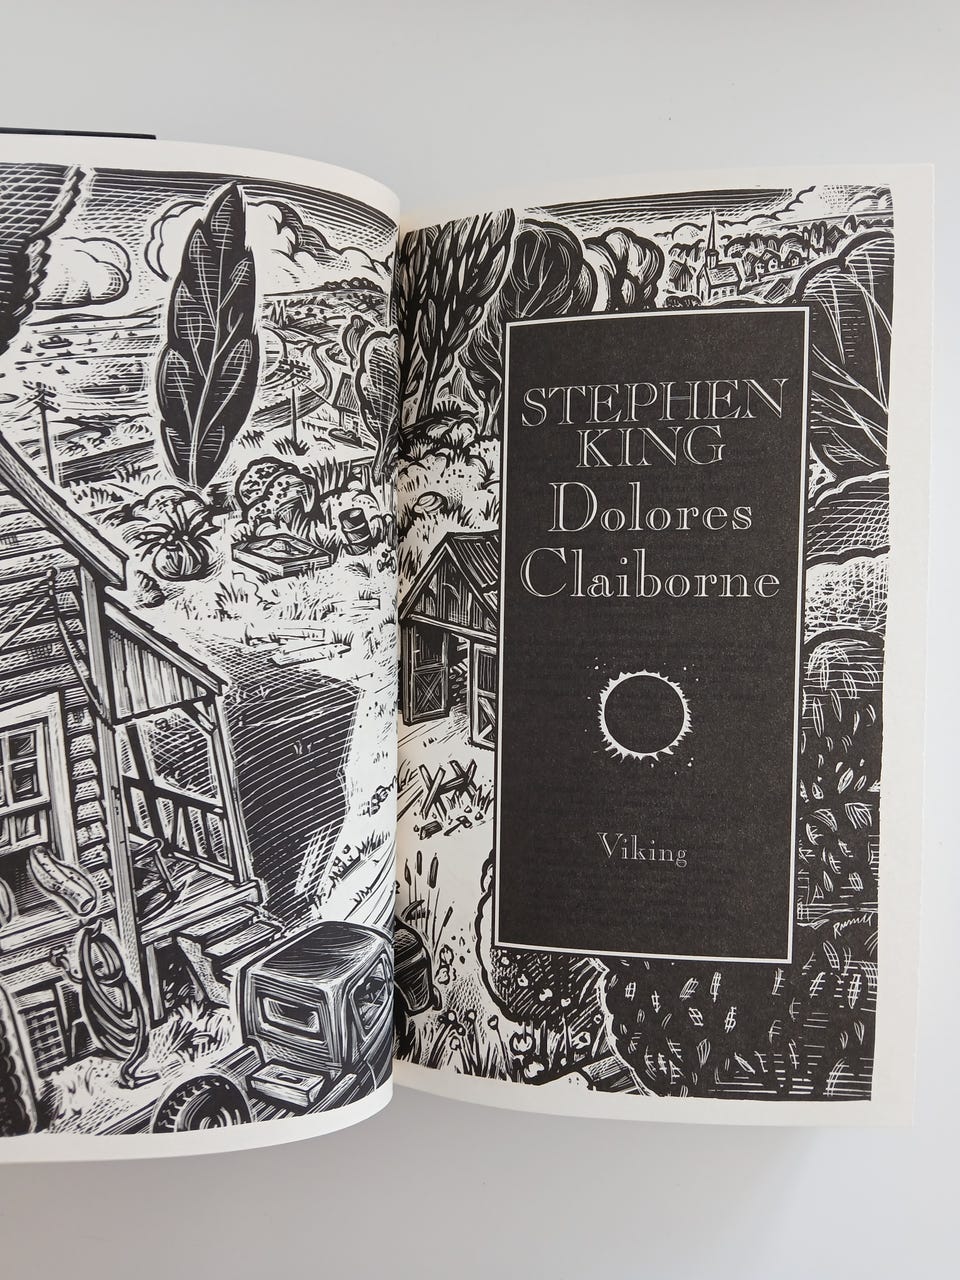 STEPHEN
KING
Dolores
Claiborne
Viking